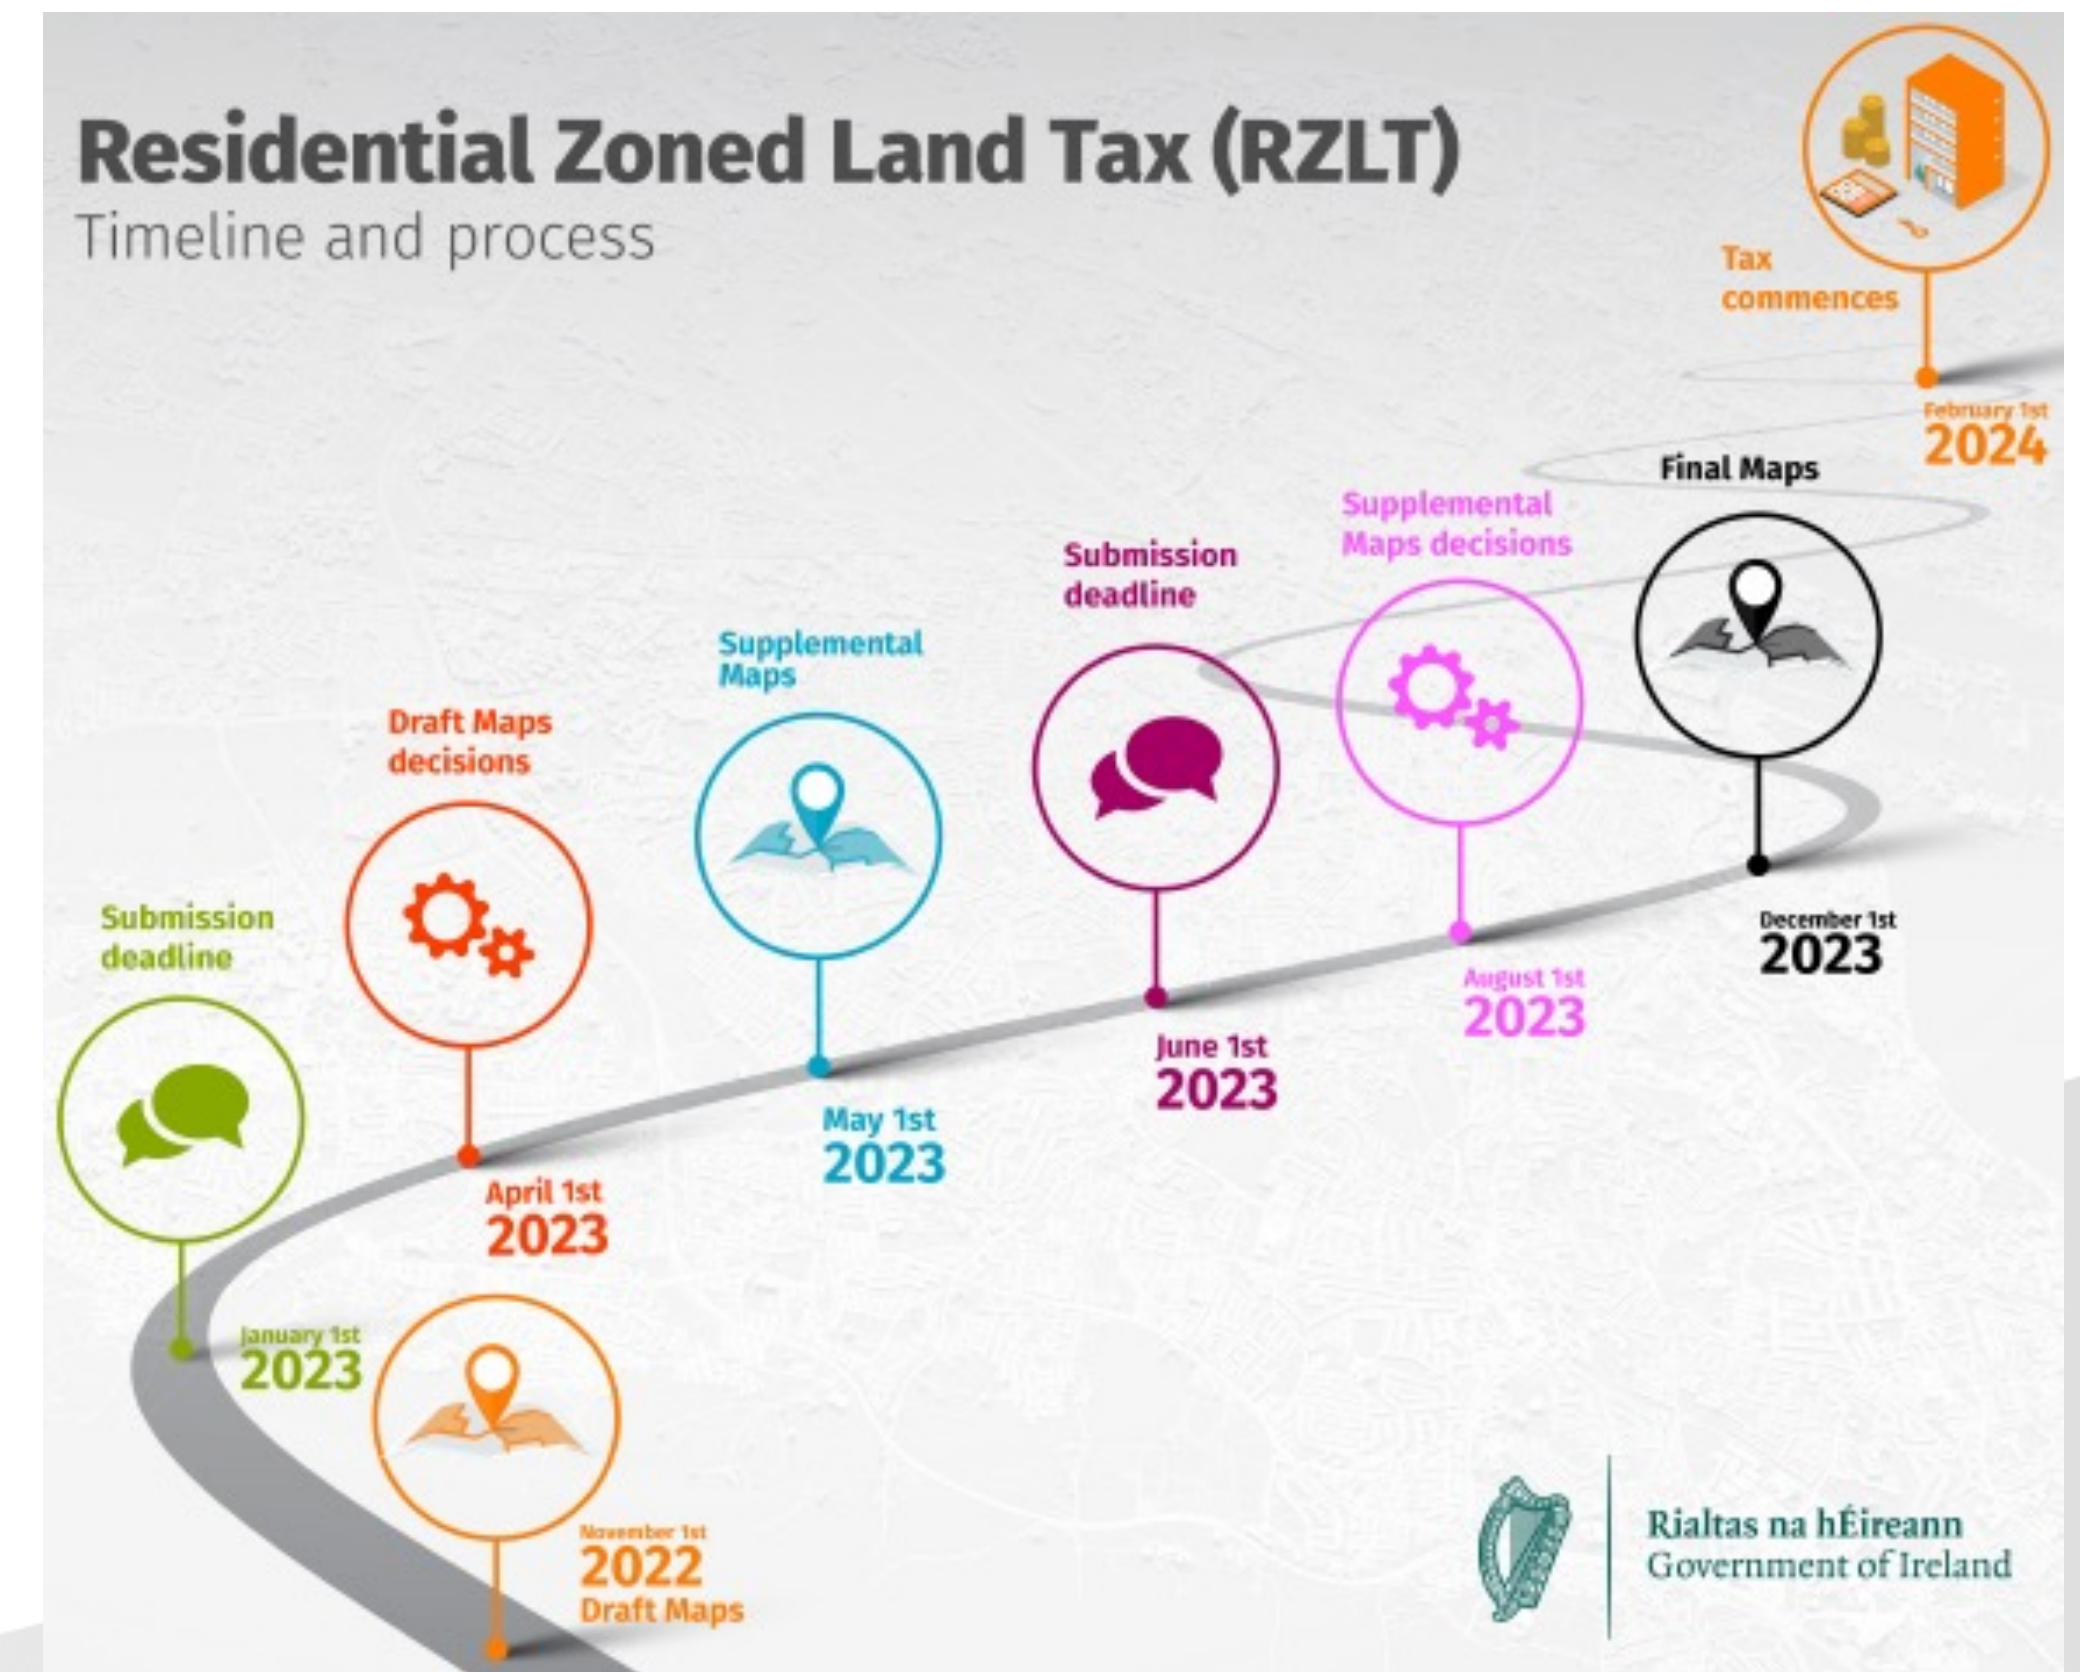 Residential Zoned Land Tax (RZLT)
Timeline and process
Tax
commences
February 1st
2024
Final Maps
December 1st
2023
Supplemental
Maps decisions
August 1st
2023
Submission
deadline
June 1st
2023
Supplemental
Maps
May 1st
2023
Draft Maps
decisions
April 1st
2023
Submission
deadline
January 1st
2023
November 1st
2022
Draft Maps
Rialtas na hÉireann
Government of Ireland